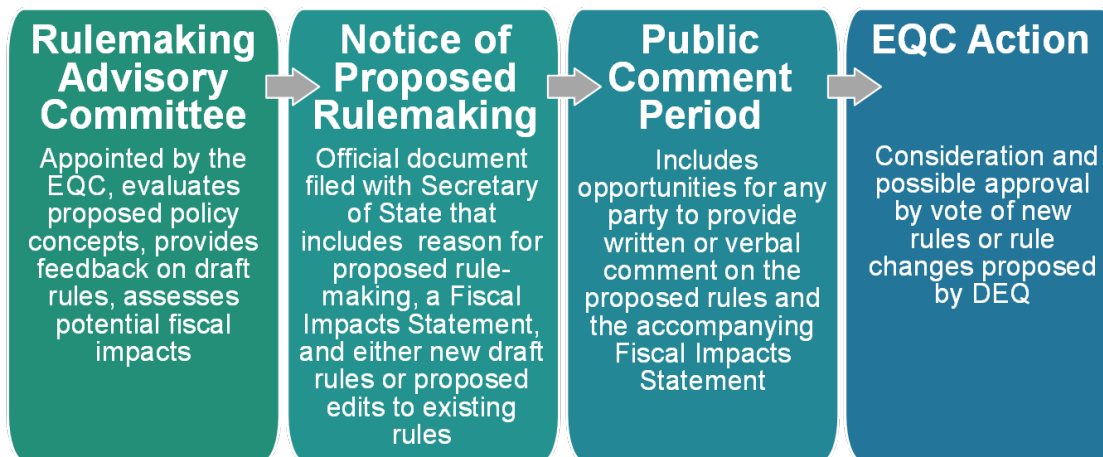 Rulemaking
Advisory
Committee
Appointed by the
EQC, evaluates
proposed policy
concepts, provides
feedback on draft
rules, assesses
potential fiscal
impacts
Notice of
Proposed
Rulemaking
Official document
filed with Secretary
of State that
includes reason for
proposed rule-
making, a Fiscal
Impacts Statement,
and either new draft
rules or proposed
edits to existing
rules
Public
Comment
Period
Includes
opportunities for any
party to provide
written or verbal
comment on the
proposed rules and
the accompanying
Fiscal Impacts
Statement
EQC Action
Consideration and
possible approval
by vote of new
rules or rule
changes proposed
by DEQ